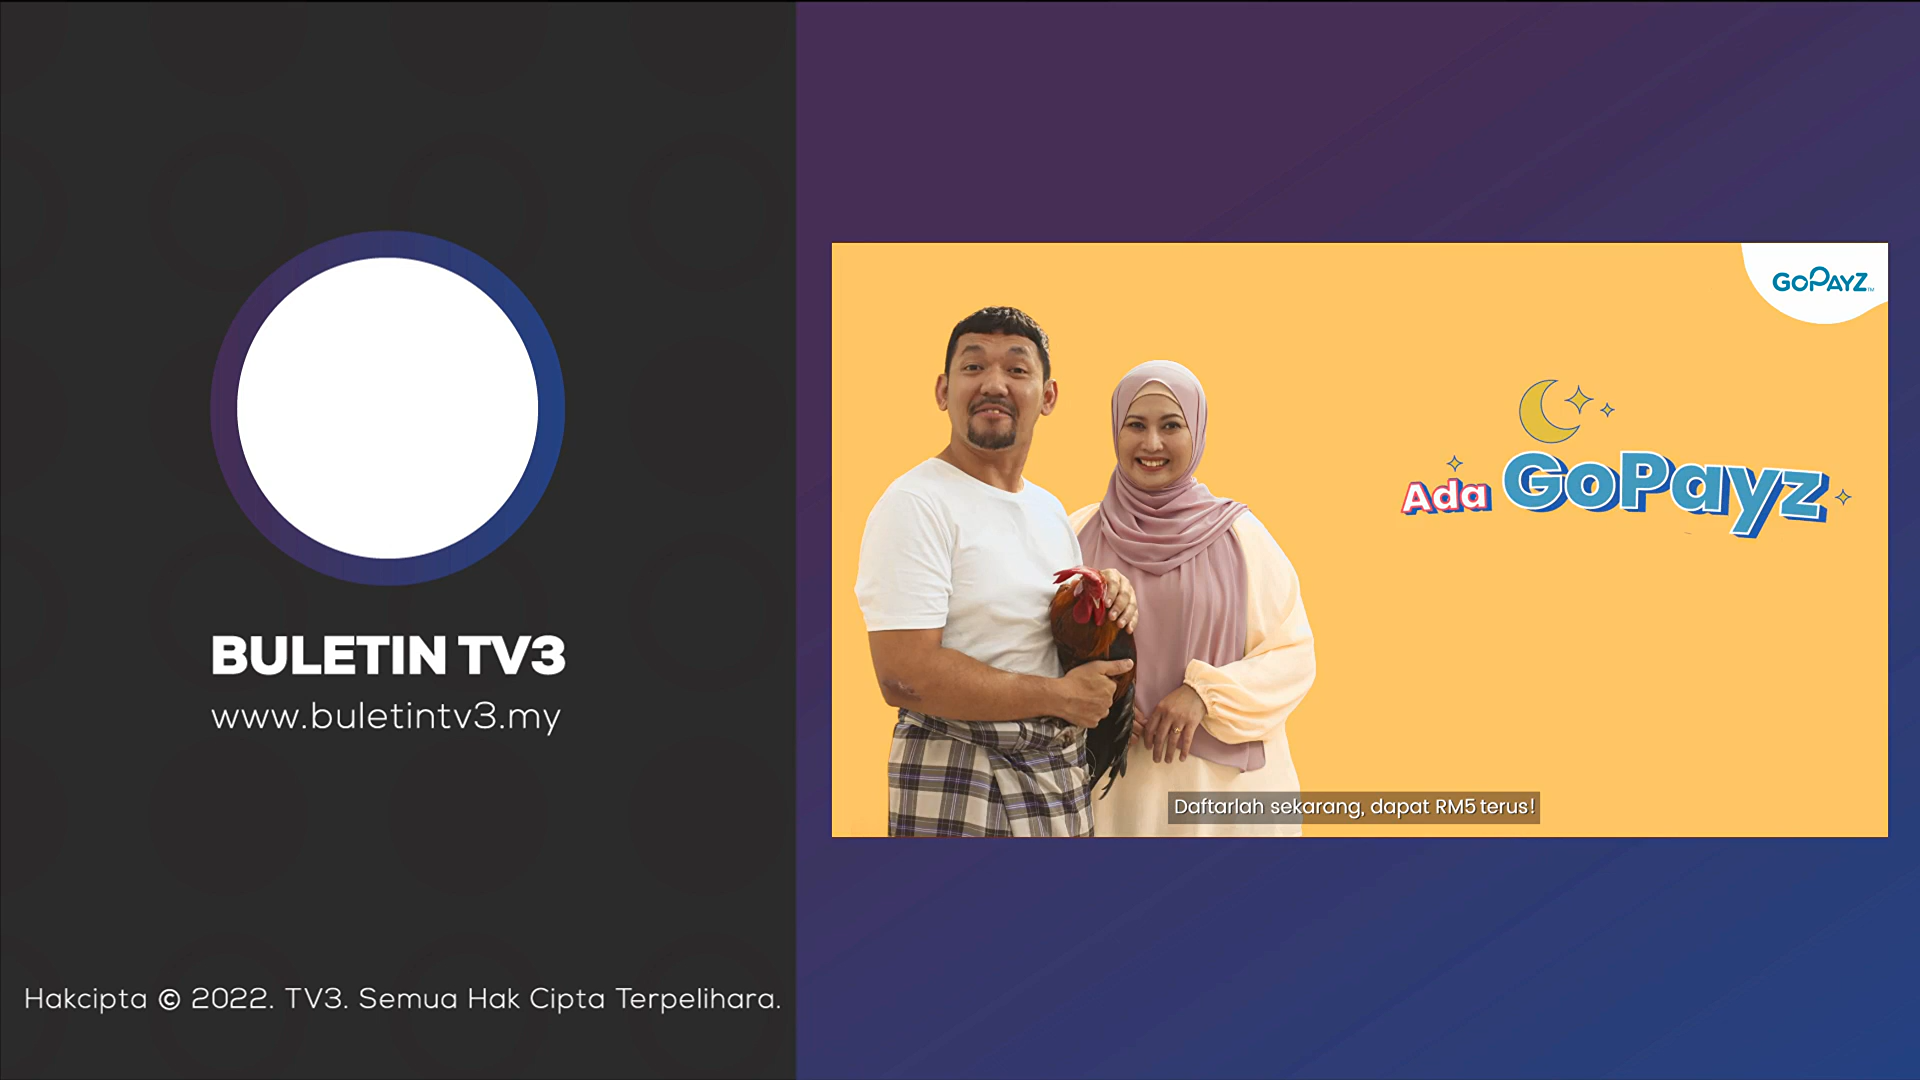 BULETIN TV3
www.buletintv3.my
Hakcipta © 2022. TV3. Semua Hak Cipta Terpelihara.
GOPAYZ™
Ada GoPayz
Daftarlah sekarang, dapat RM5 terus!